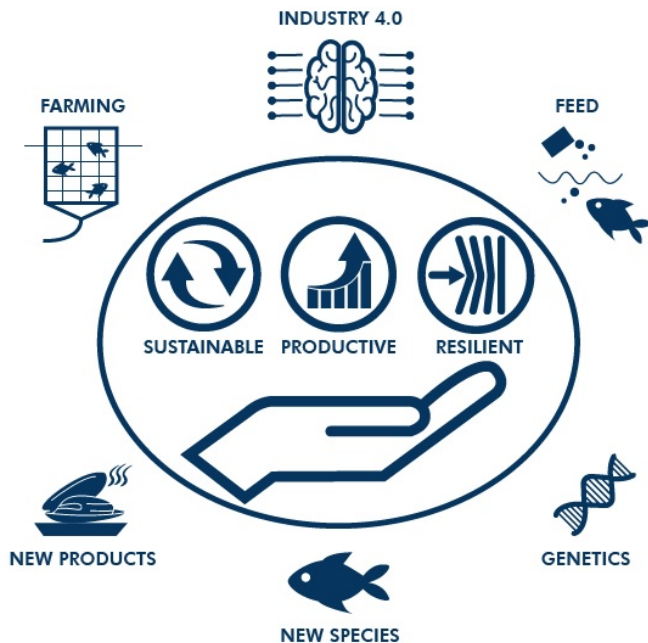 INDUSTRY 4.0
FARMING
FEED
SUSTAINABLE
PRODUCTIVE
RESILIENT
NEW PRODUCTS
GENETICS
NEW SPECIES